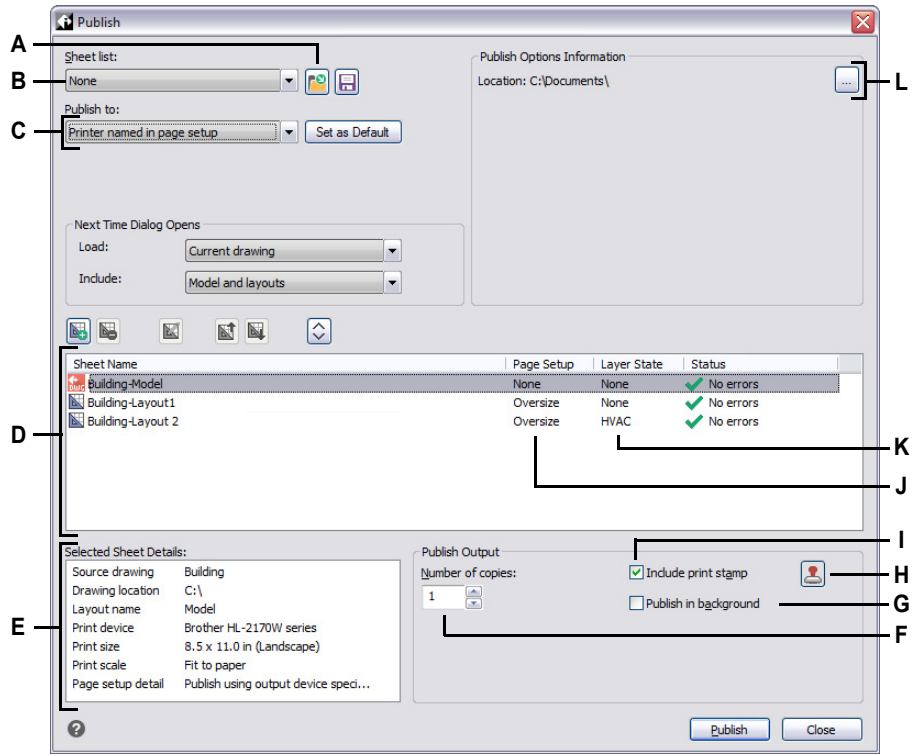 Publish
A
Sheet list:
Publish Options Information
B
None
Location: C:\Documents\
...
L
Publish to:
C
Printer named in page setup
Set as Default
Next Time Dialog Opens
Load:
Current drawing
Include:
Model and layouts
Sheet Name
Page Setup
Layer State
Status
DWG
Building-Model
None
None
No errors
Building-Layout1
Oversize
None
No errors
Building-Layout 2
Oversize
HVAC
No errors
D
K
J
Selected Sheet Details:
Publish Output
I
Source drawing
Building
Number of copies:
Include print stamp
H
Drawing location
C:\
1
Publish in background
G
Layout name
Model
E
Print device
Brother HL-2170W series
F
Print size
8.5 x 11.0 in (Landscape)
Print scale
Fit to paper
Page setup detail
Publish using output device speci...
?
Publish
Close